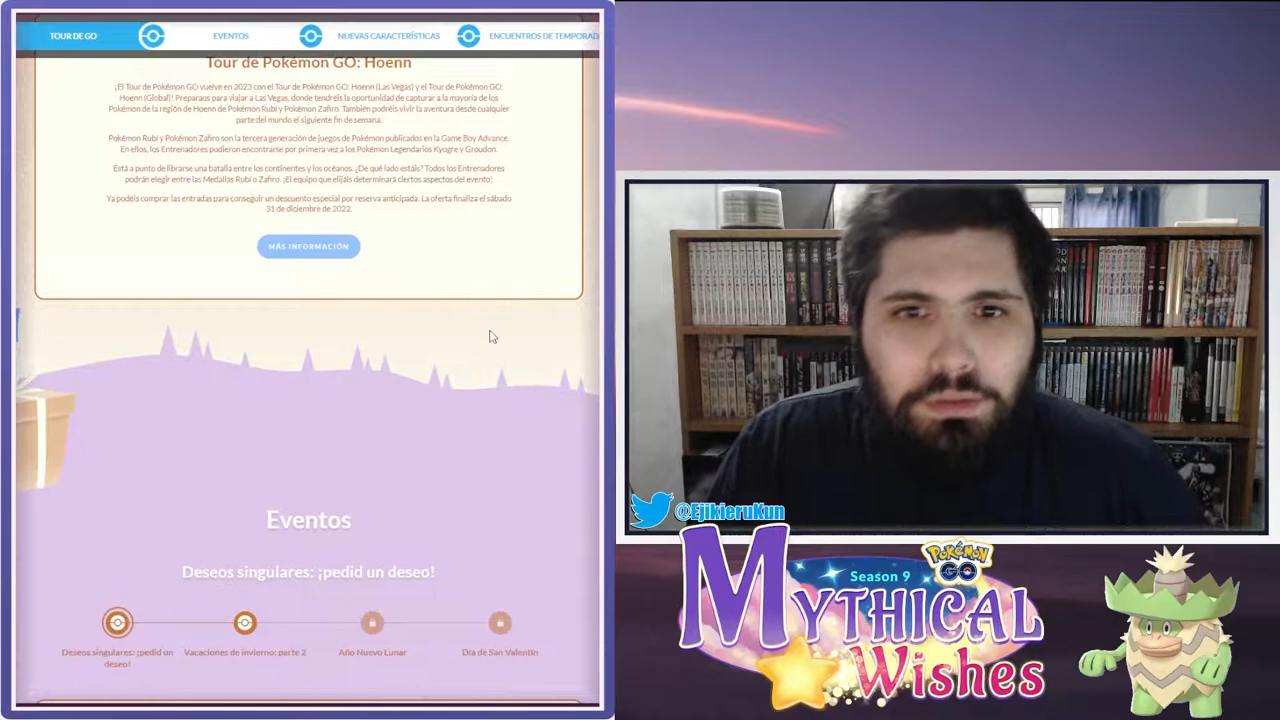 TOUR DE GO
EVENTOS
NUEVAS CARACTERÍSTICAS
ENCUENTROS DE TEMPORAD
Tour de Pokémon GO: Hoenn
¡El Tour de Pokémon GO vuelve en 2023 con el Tour de Pokémon GO: Hoenn (Las Vegas) y el Tour de Pokémon GO:
Hoenn (Global)! Preparaos para viajar a Las Vegas, donde tendréis la oportunidad de capturar a la mayoría de los
Pokémon de la región de Hoenn de Pokémon Rubí y Pokémon Zafiro. También podréis vivir la aventura desde cualquier
parte del mundo el siguiente fin de semana.
Pokémon Rubí y Pokémon Zafiro son la tercera generación de juegos de Pokémon publicados en la Game Boy Advance.
En ellos, los Entrenadores pudieron encontrarse por primera vez a los Pokémon Legendarios Kyogre y Groudon.
Está a punto de librarse una batalla entre los continentes y los océanos. ¿De qué lado estáis? Todos los Entrenadores
podrán elegir entre las Medallas Rubí o Zafiro. ¡El equipo que elijáis determinará ciertos aspectos del evento!
Ya podéis comprar las entradas para conseguir un descuento especial por reserva anticipada. La oferta finaliza el sábado
31 de diciembre de 2022.
MÁS INFORMACIÓN
Eventos
Deseos singulares: ¡pedid un deseo!
Deseos singulares: ¡pedid un
deseo!
Vacaciones de invierno: parte 2
Año Nuevo Lunar
Día de San Valentín
@EjikieruKun
Pokémon
GO
Season 9
MYTHICAL
Wishes